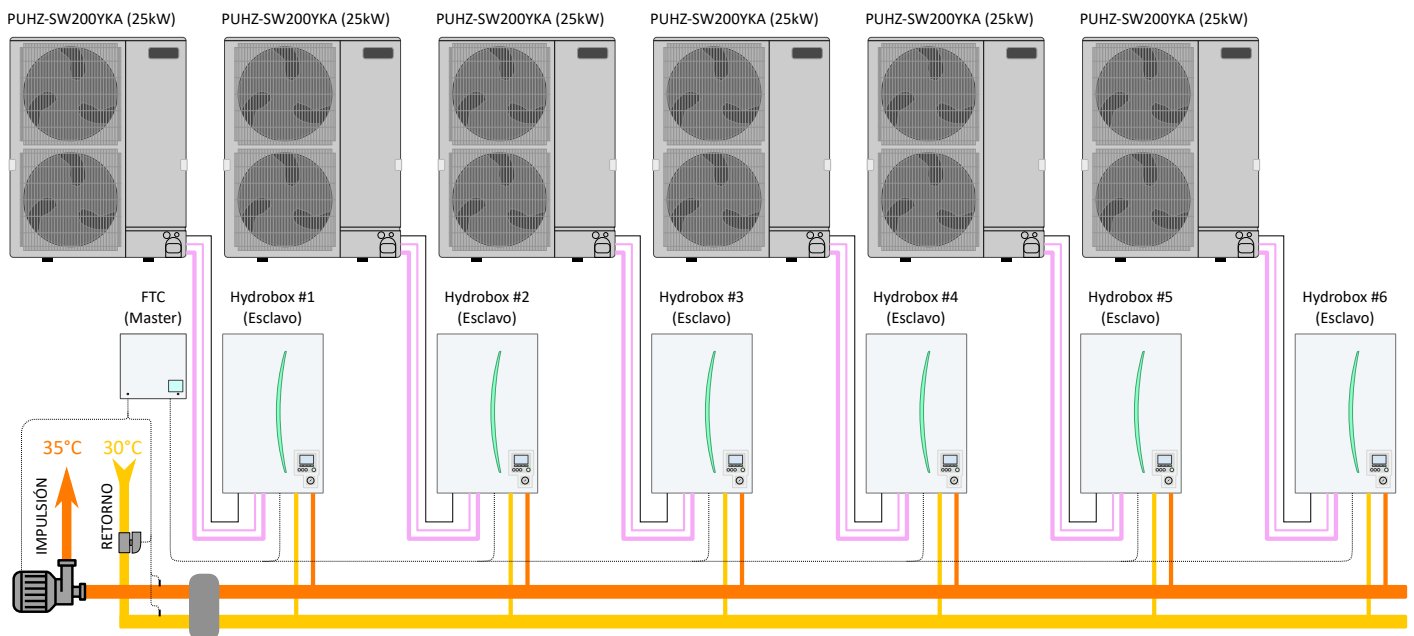 PUHZ-SW200YKA (25kW)
PUHZ-SW200YKA (25kW)
PUHZ-SW200YKA (25kW)
PUHZ-SW200YKA (25kW)
PUHZ-SW200YKA (25kW)
PUHZ-SW200YKA (25kW)
FTC
(Master)
Hydrobox #1
(Esclavo)
Hydrobox #2
(Esclavo)
Hydrobox #3
(Esclavo)
Hydrobox #4
(Esclavo)
Hydrobox #5
(Esclavo)
Hydrobox #6
(Esclavo)
35°C
30°C
IMPULSIÓN
RETORNO